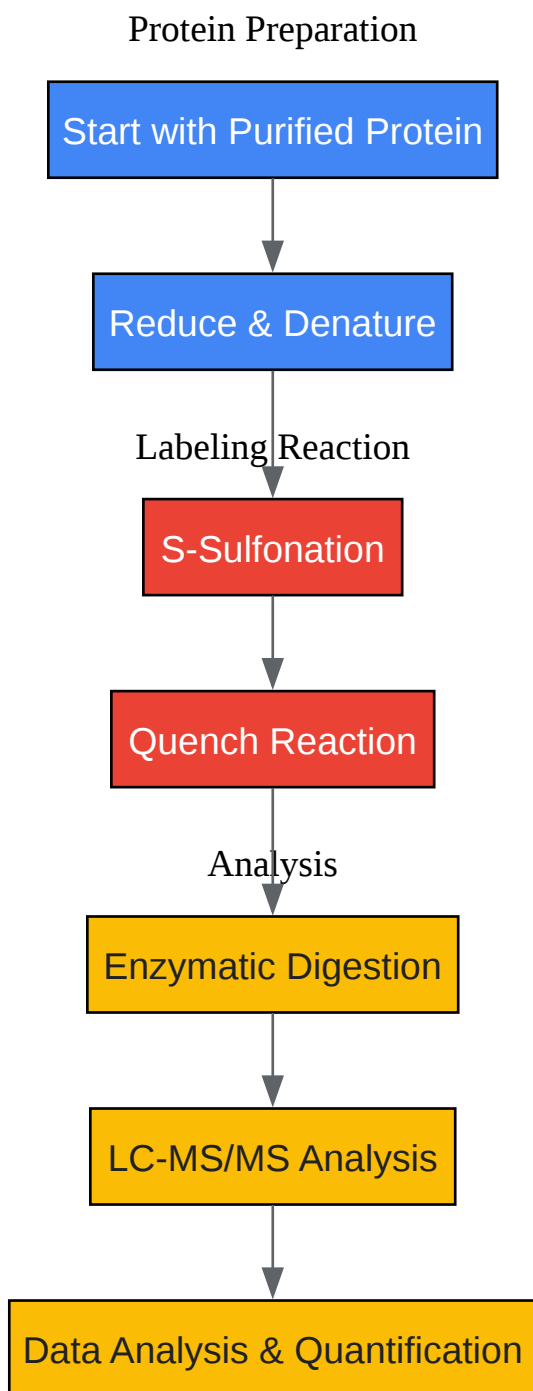 Protein Preparation
Start with Purified Protein
Reduce & Denature
Labeling Reaction
S-Sulfonation
Quench Reaction
Analysis
Enzymatic Digestion
LC-MS/MS Analysis
Data Analysis & Quantification